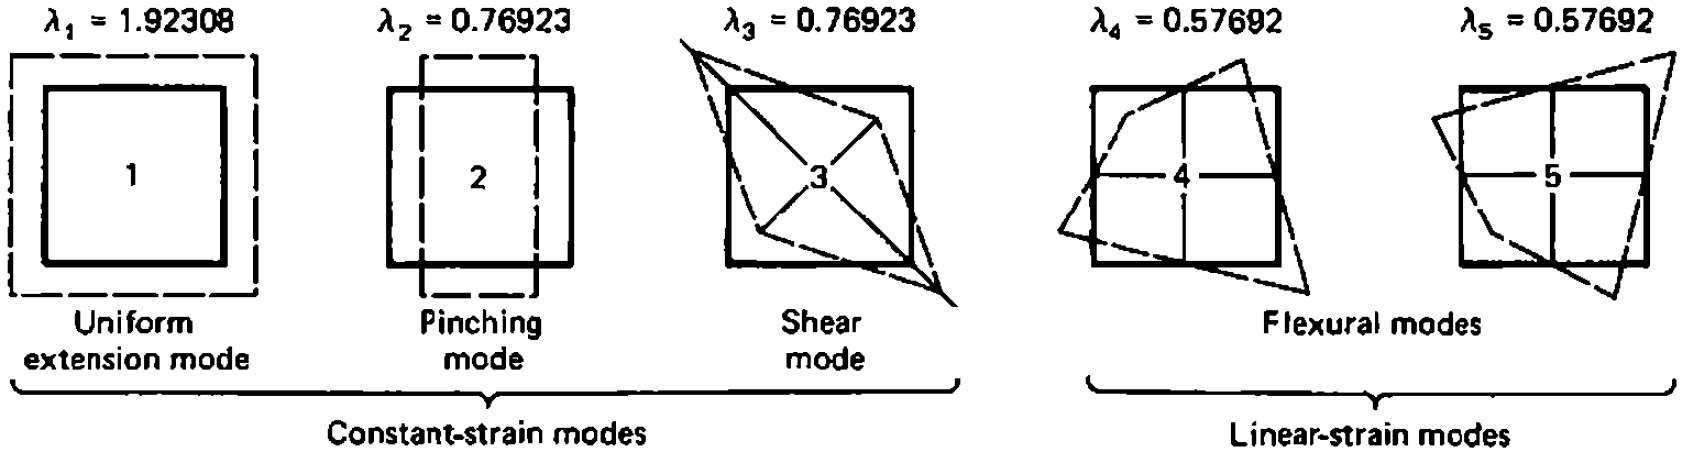 λ₁ = 1.92308
λ₂ = 0.76923
λ₃ = 0.76923
λ₄ = 0.57692
λ₅ = 0.57692
1
2
3
4
5
Uniform
extension mode
Pinching
mode
Shear
mode
Flexural modes
Constant-strain modes
Linear-strain modes